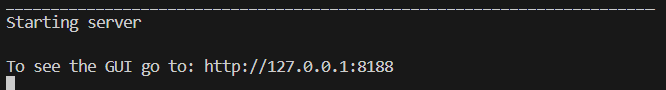 Starting server
To see the GUI go to: http://127.0.0.1:8188